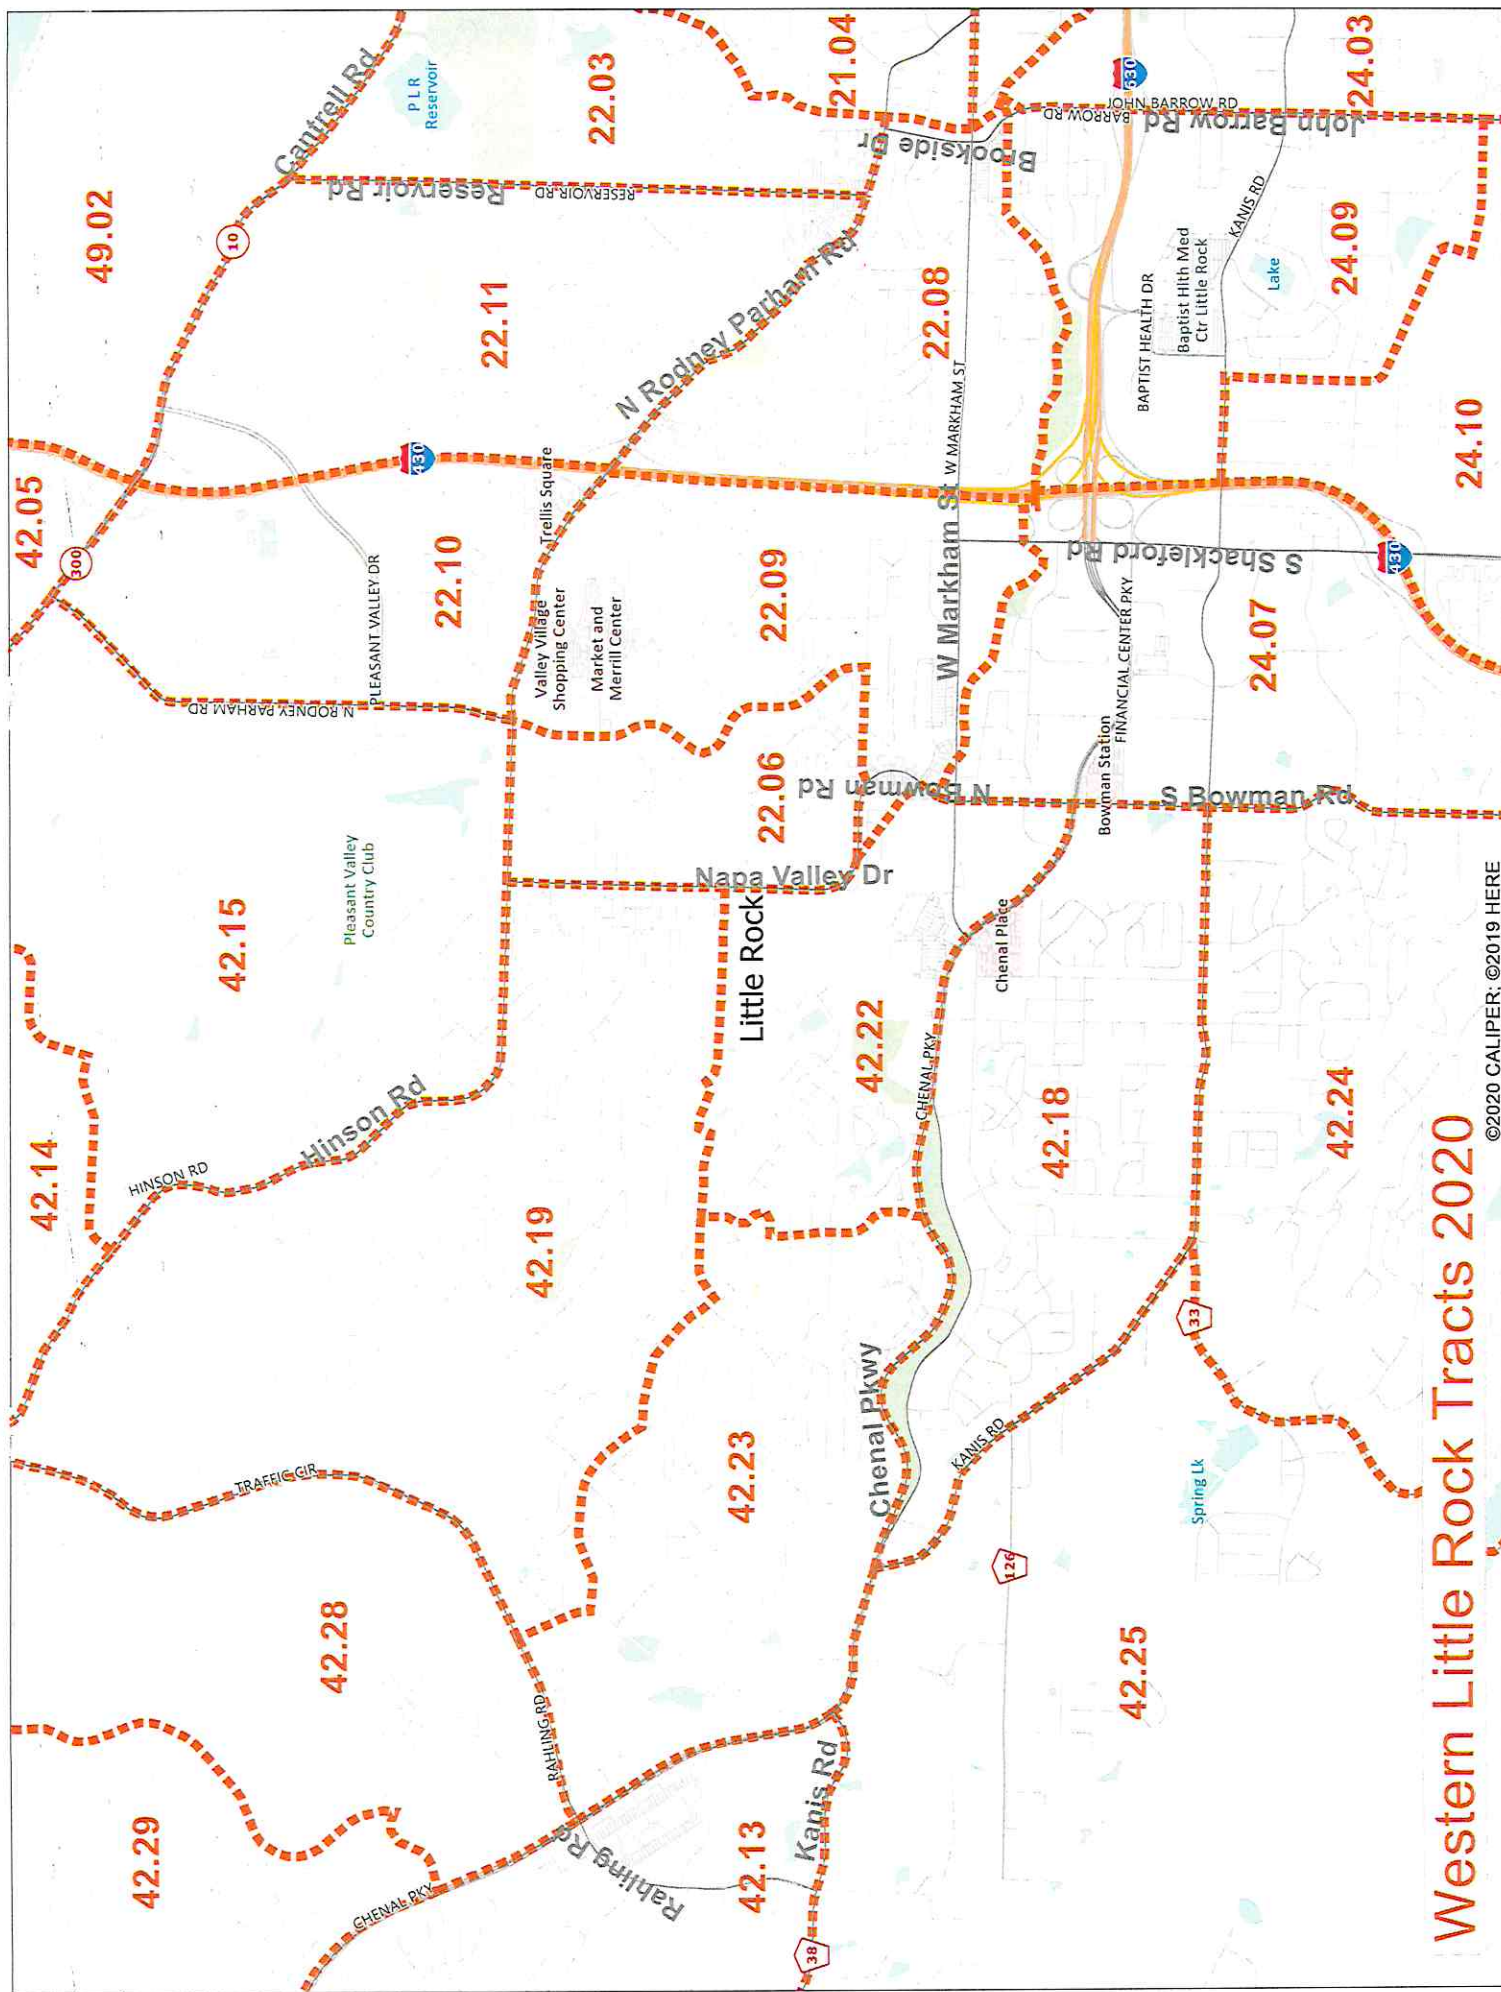 42.29
42.28
42.14
42.15
42.05
49.02
CHENAL PKY
TRAFFIC CIR
HINSON RD
Hinson Rd
300
10
Cantrell Rd
P L R
Reservoir
Pleasant Valley
Country Club
N RODNEY PARHAM RD
PLEASANT VALLEY DR
430
22.10
22.11
22.03
Reservoir Rd
RESERVOIR RD
RAHLING RD
Rahling Rd
42.19
Valley Village
Shopping Center
Trellis Square
Market and
Merrill Center
N Rodney Parham Rd
42.13
42.23
Little Rock
Napa Valley Dr
22.06
22.09
21.04
38
Kanis Rd
Chenal Pkwy
42.22
N Bowman Rd
Brookside Dr
22.08
CHENAL PKY
W Markham St
W MARKHAM ST
KANIS RD
126
42.18
Chenal Place
Bowman Station
FINANCIAL CENTER PKY
S Shackleford Rd
BARROW RD
JOHN BARROW RD
630
John Barrow Rd
42.25
BAPTIST HEALTH DR
Baptist Hlth Med
Ctr Little Rock
33
Spring Lk
S Bowman Rd
24.07
KANIS RD
Lake
42.24
24.09
24.03
430
24.10
Western Little Rock Tracts 2020
©2020 CALIPER; ©2019 HERE